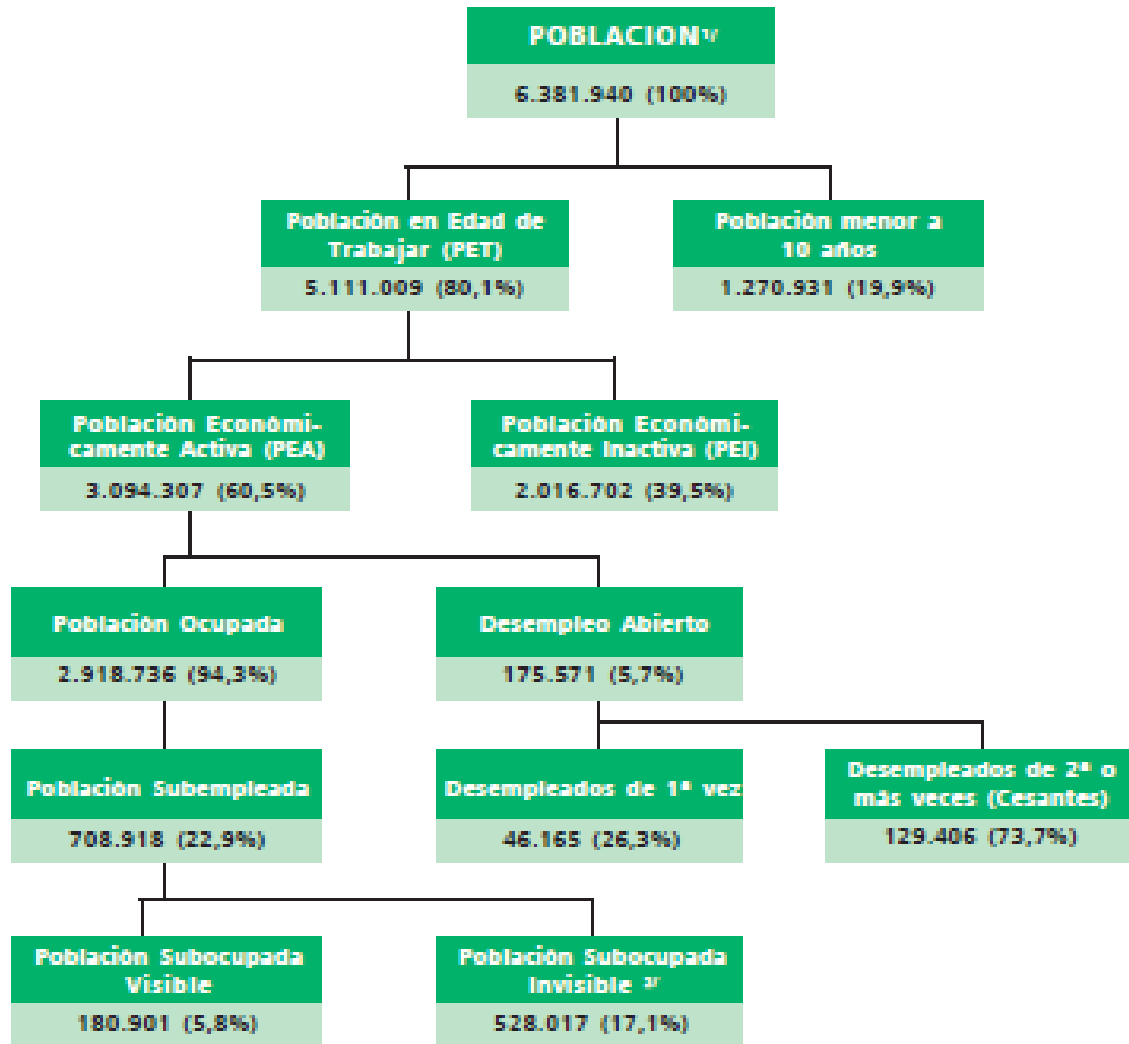 POBLACION 1/
6.381.940 (100%)
Población en Edad de
Trabajar (PET)
5.111.009 (80,1%)
Población menor a
10 años
1.270.931 (19,9%)
Población Económi-
camente Activa (PEA)
3.094.307 (60,5%)
Población Económi-
camente Inactiva (PEI)
2.016.702 (39,5%)
Población Ocupada
2.918.736 (94,3%)
Desempleo Abierto
175.571 (5,7%)
Población Subempleada
708.918 (22,9%)
Desempleados de 1ª vez
46.165 (26,3%)
Desempleados de 2ª o
más veces (Cesantes)
129.406 (73,7%)
Población Subocupada
Visible
180.901 (5,8%)
Población Subocupada
Invisible
528.017 (17,1%)